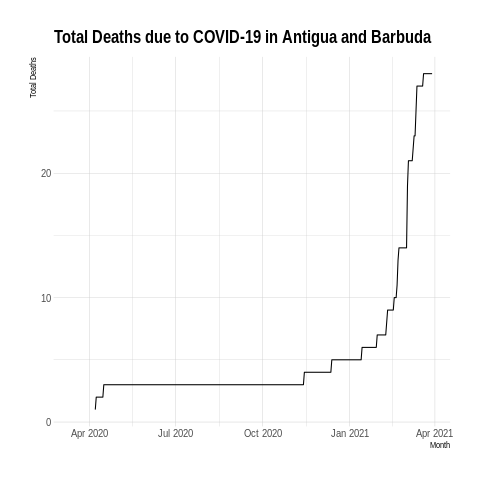 Total Deaths due to COVID-19 in Antigua and Barbuda
Total Deaths
20
10
0
Apr 2020 Jul 2020 Oct 2020 Jan 2021 Apr 2021
Month